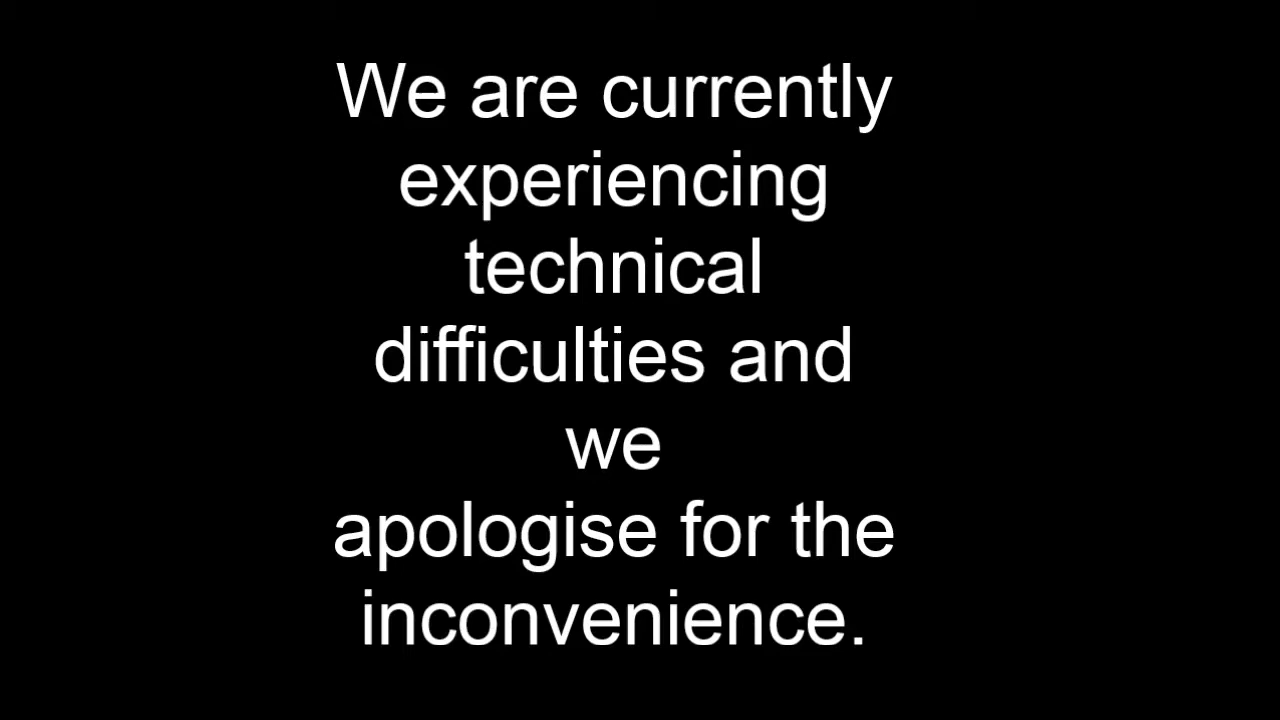 We are currently
experiencing
technical
difficulties and
we
apologise for the
inconvenience.